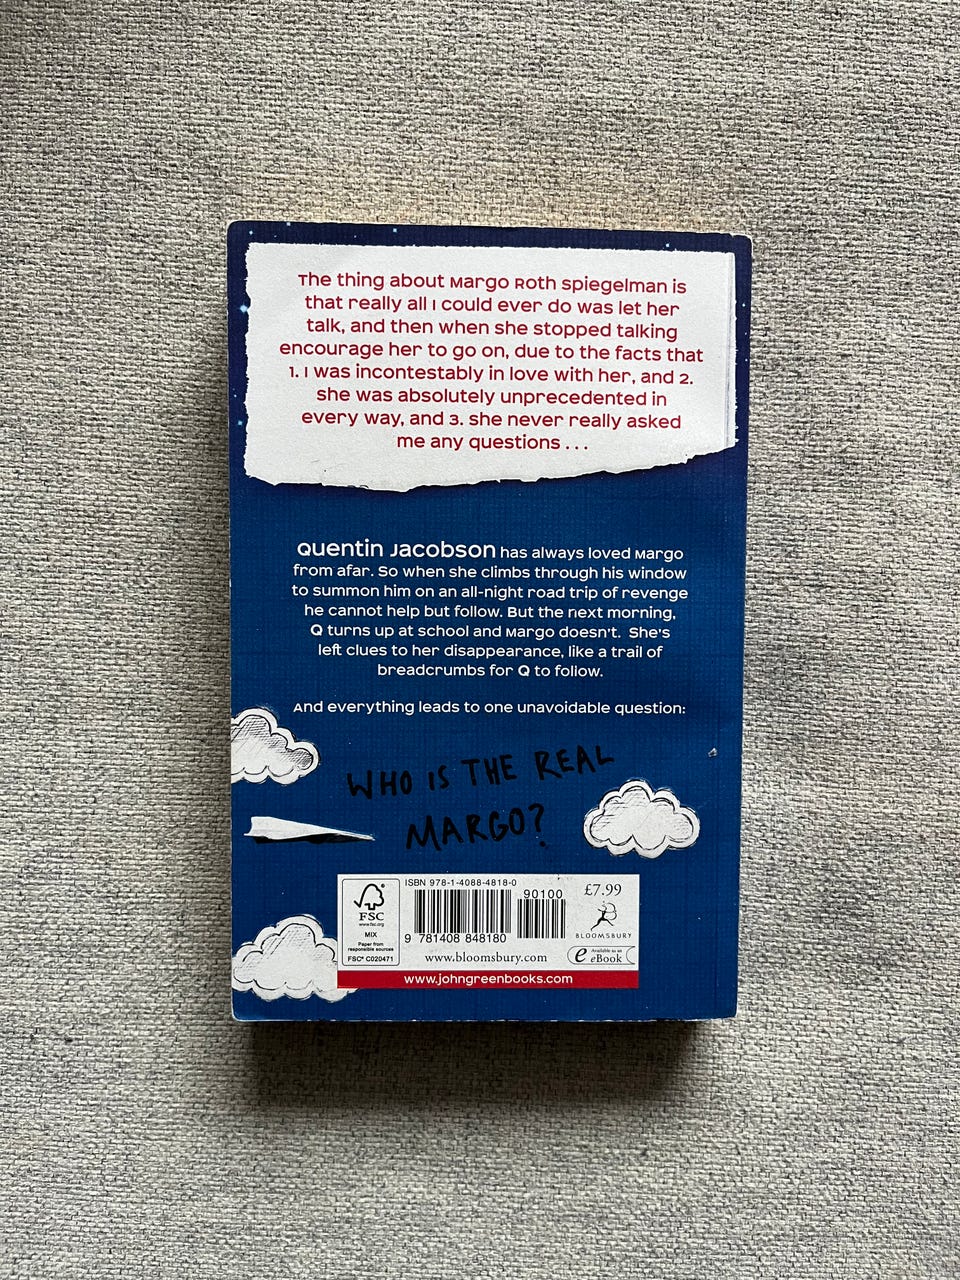 The thing about Margo Roth Spiegelman is
that really all I could ever do was let her
talk, and then when she stopped talking
encourage her to go on, due to the facts that
1. I was incontestably in love with her, and 2.
She was absolutely unprecedented in
every way, and 3. She never really asked
me any questions . . .
Quentin Jacobson has always loved Margo
from afar. So when she climbs through his window
to summon him on an all-night road trip of revenge
he cannot help but follow. But the next morning,
Q turns up at school and Margo doesn't. She's
left clues to her disappearance, like a trail of
breadcrumbs for Q to follow.
And everything leads to one unavoidable question:
WHO IS THE REAL
MARGO?
FSC
www.fsc.org
MIX
Paper from
responsible sources
FSC® C020471
ISBN 978-1-4088-4818-0
90100
9 781408 848180
www.bloomsbury.com
£7.99
BLOOMSBURY
Available as an
e eBook
www.johngreenbooks.com